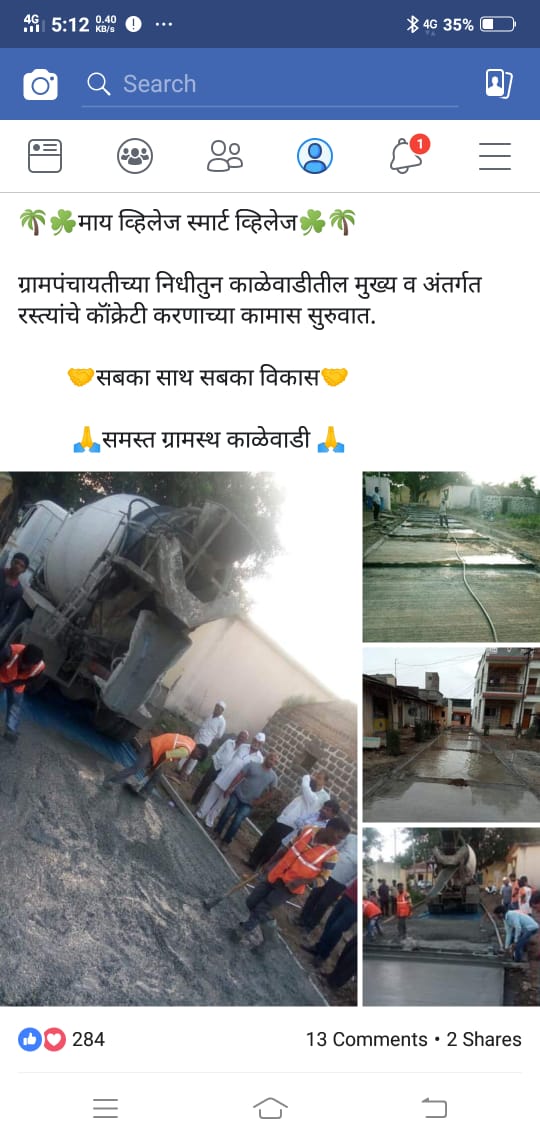 4G 5:12 0.40 KB/s 4G 35%
Search
1
🌴☘️माय व्हिलेज स्मार्ट व्हिलेज☘️🌴
ग्रामपंचायतीच्या निधीतुन काळेवाडीतील मुख्य व अंतर्गत
रस्त्यांचे कॉंक्रेटी करणाच्या कामास सुरुवात.
🤝सबका साथ सबका विकास🤝
🙏समस्त ग्रामस्थ काळेवाडी 🙏
284
13 Comments • 2 Shares